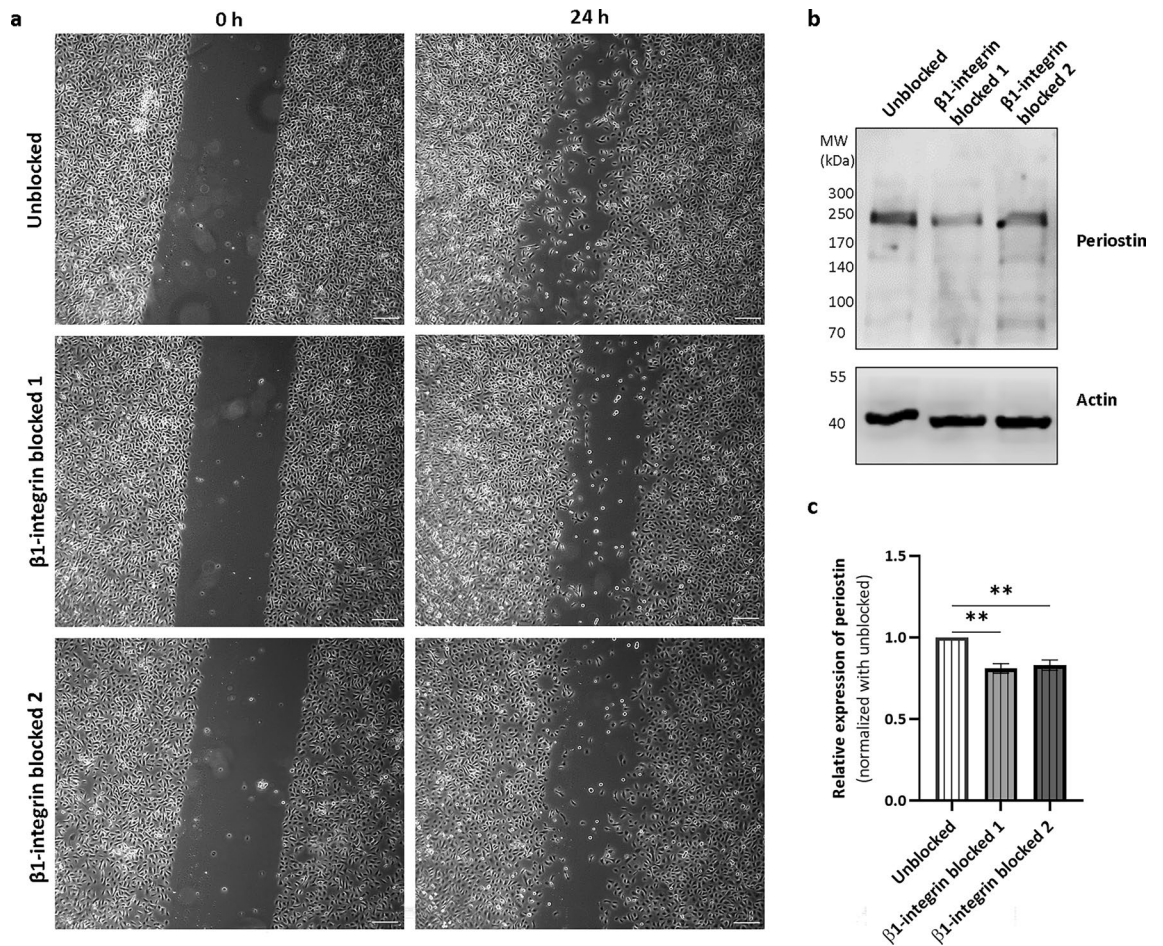 a
0 h
24 h
Unblocked
β1-integrin blocked 1
β1-integrin blocked 2
b
Unblocked
β1-integrin
blocked 1
β1-integrin
blocked 2
MW
(kDa)
300
250
170
140
100
70
Periostin
55
40
Actin
c
Relative expression of periostin
(normalized with unblocked)
1.5
1.0
0.5
0.0
**
**
Unblocked
β1-integrin blocked 1
β1-integrin blocked 2